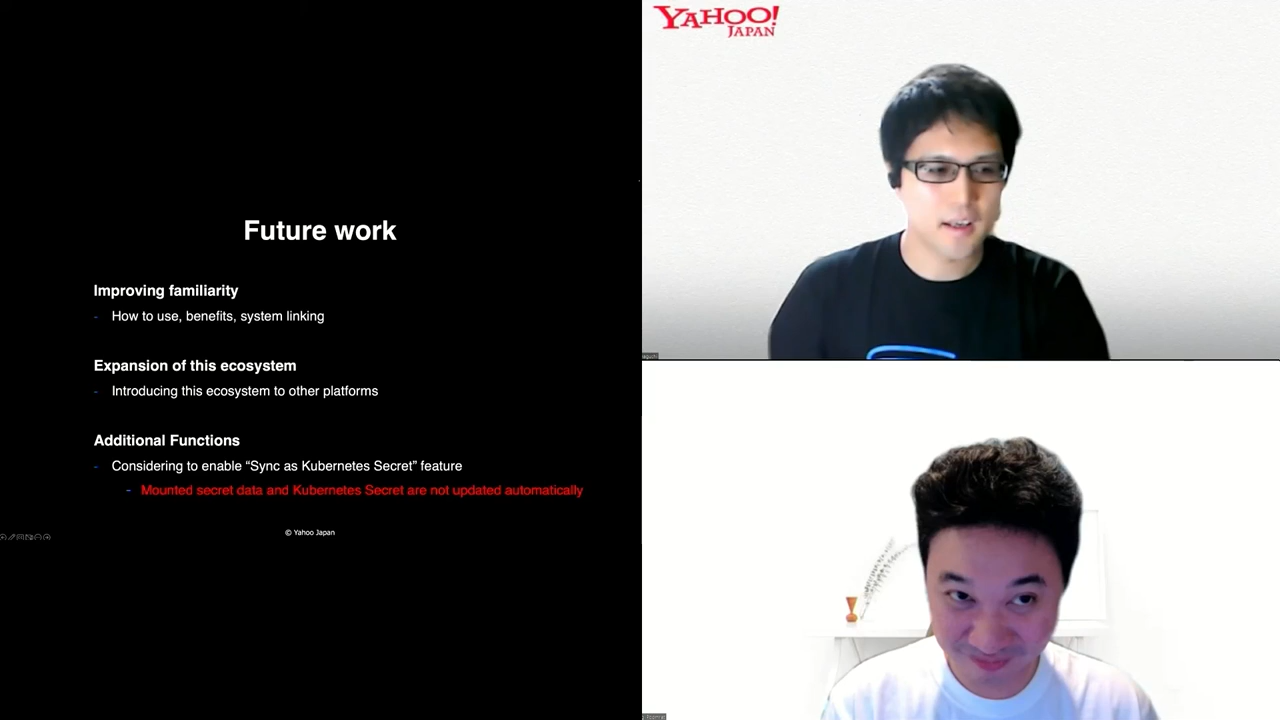 Future work
Improving familiarity
- How to use, benefits, system linking
Expansion of this ecosystem
- Introducing this ecosystem to other platforms
Additional Functions
- Considering to enable “Sync as Kubernetes Secret” feature
- Mounted secret data and Kubernetes Secret are not updated automatically
© Yahoo Japan
YAHOO!
JAPAN